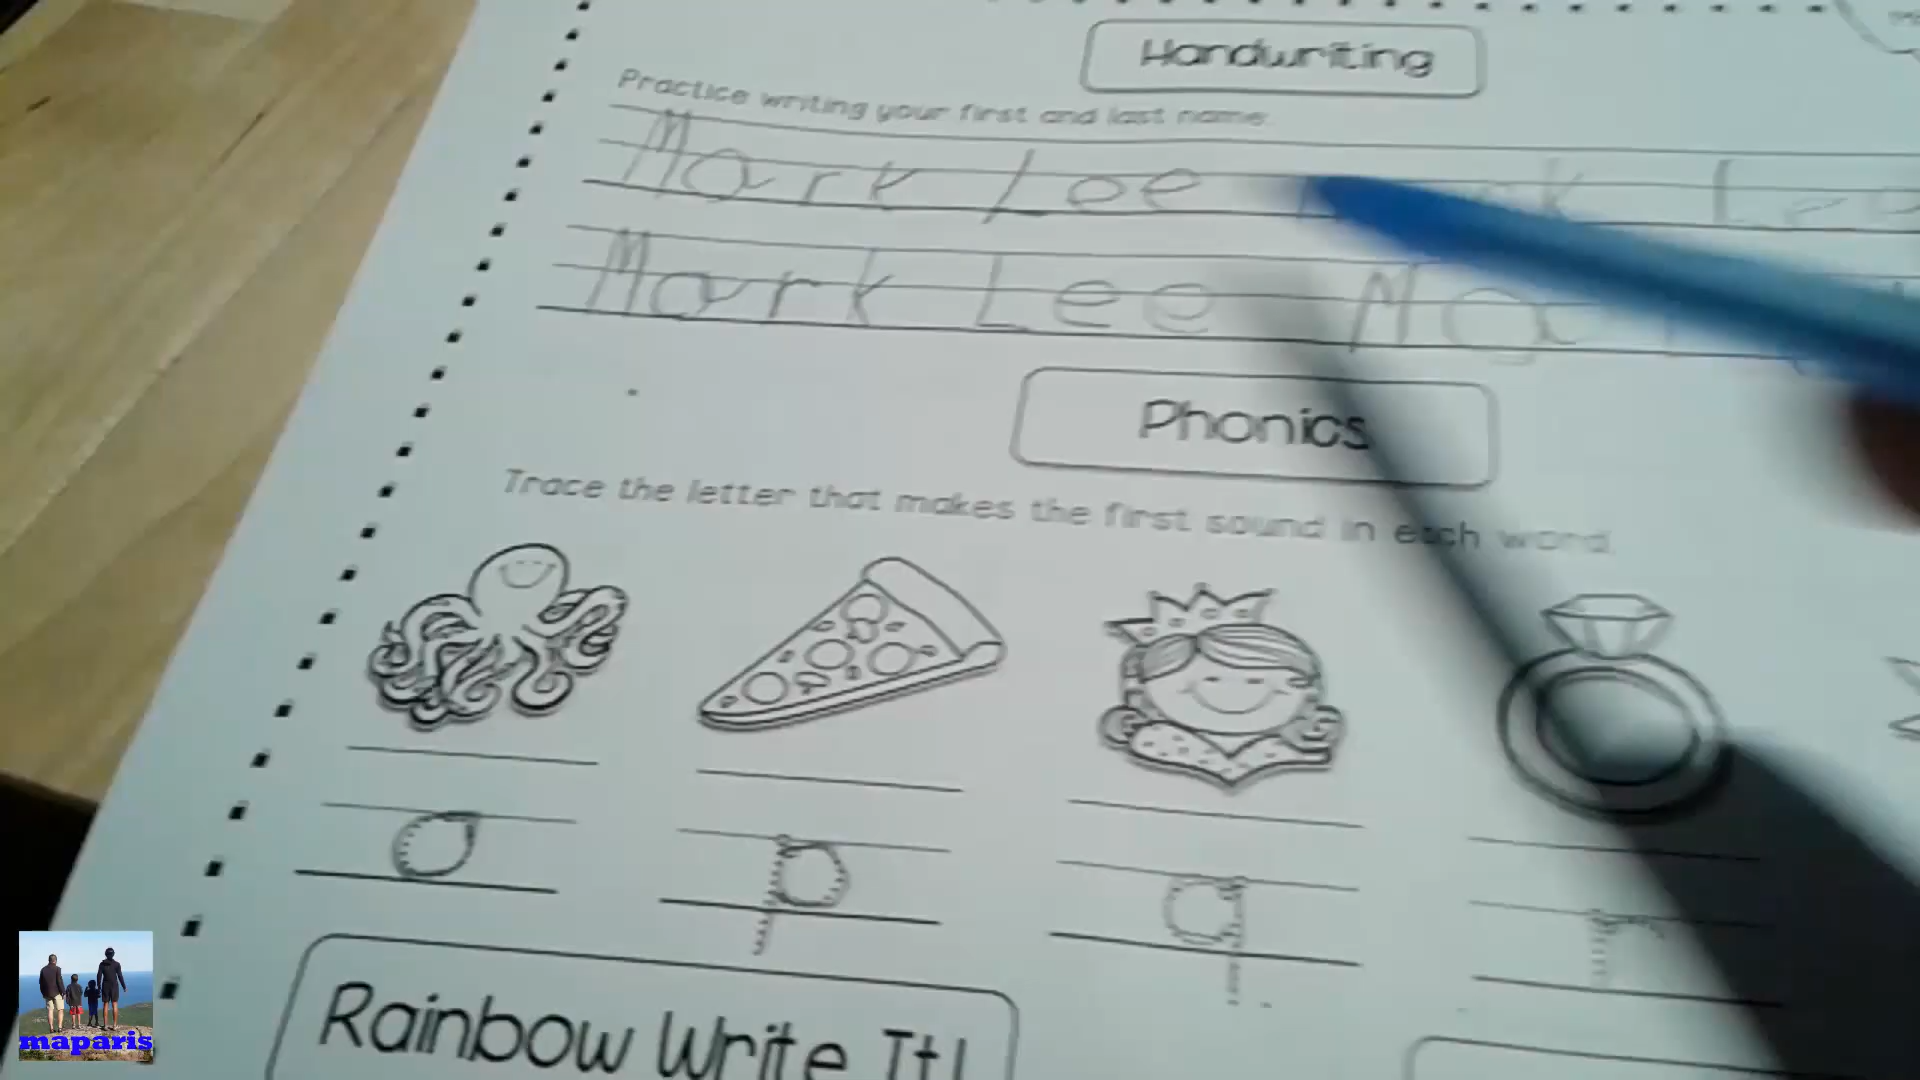 Handwriting
Practice writing your first and last name.
Mark Lee
Mark Lee Mar
Phonics
Trace the letter that makes the first sound in each word.
o p q r
Rainbow Write It!
maparis